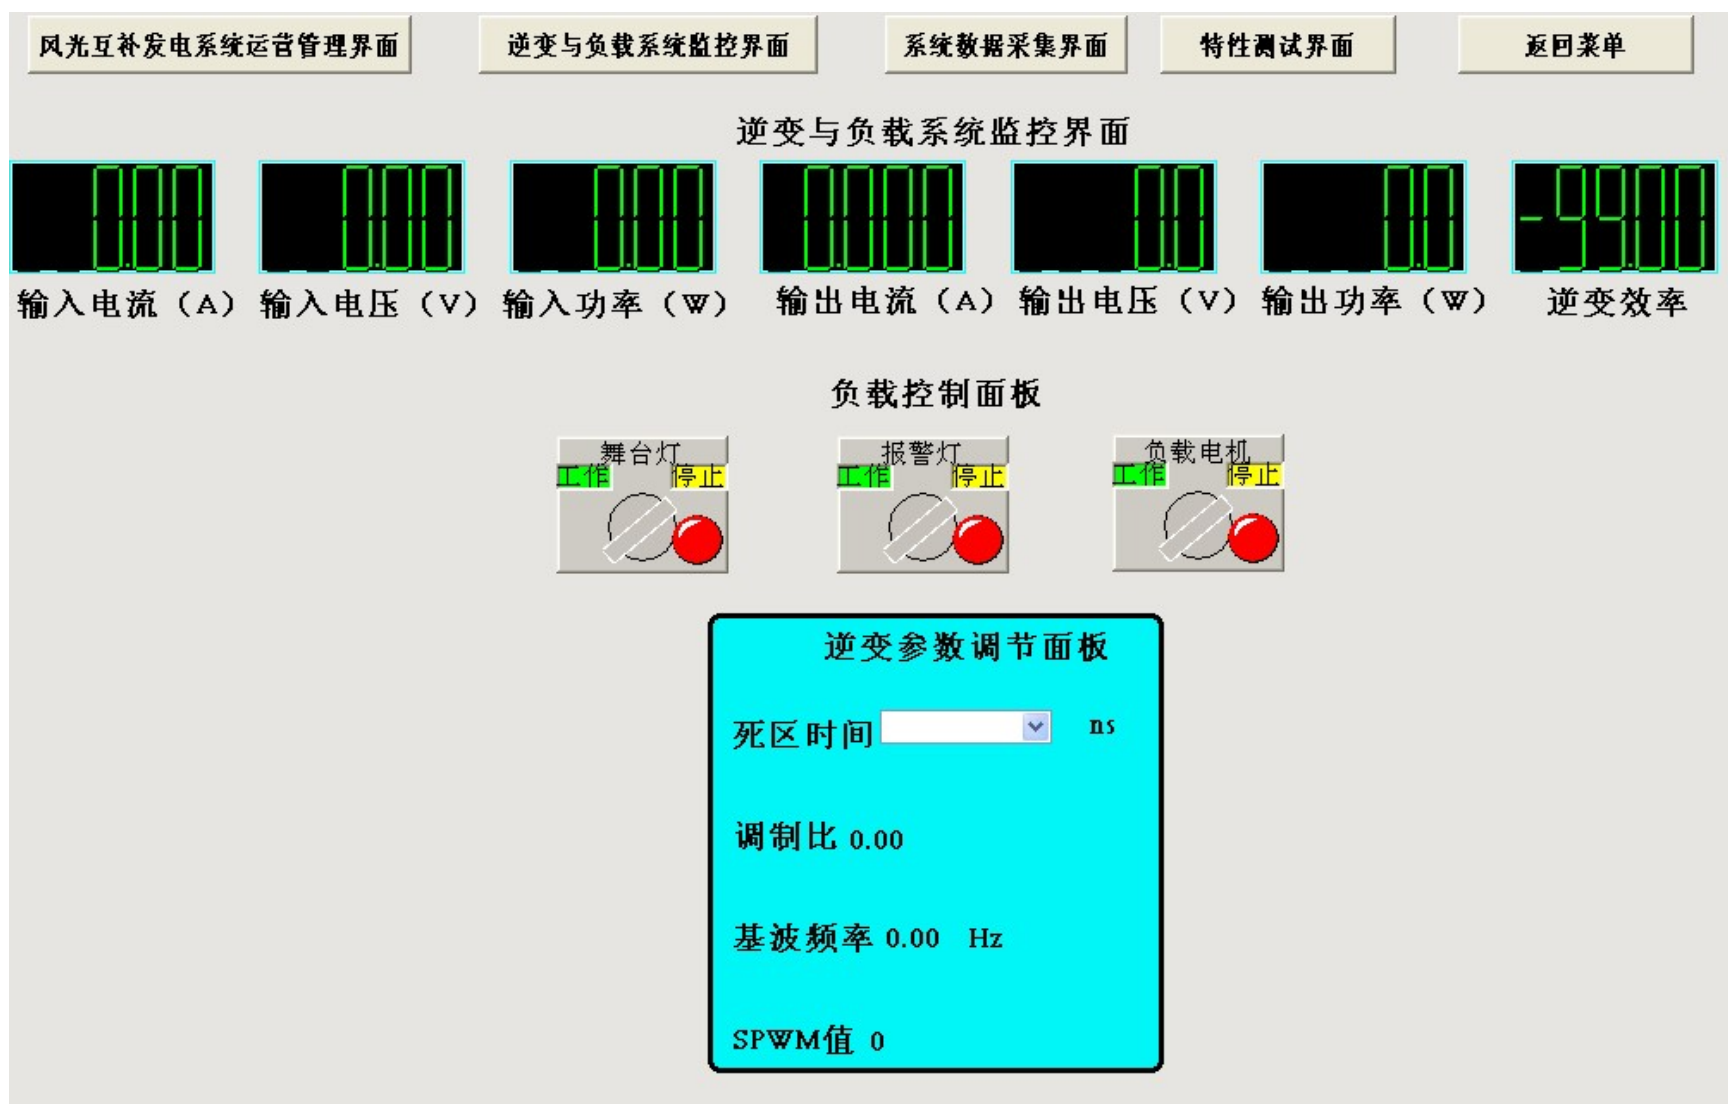 风光互补发电系统运营管理界面 逆变与负载系统监控界面 系统数据采集界面 特性测试界面 返回菜单
逆变与负载系统监控界面
0.00 0.00 0.00 0.000 0.0 0.0 -99.00
输入电流（A） 输入电压（V） 输入功率（W） 输出电流（A） 输出电压（V） 输出功率（W） 逆变效率
负载控制面板
舞台灯 报警灯 负载电机
工作 停止 工作 停止 工作 停止
逆变参数调节面板
死区时间 ns
调制比 0.00
基波频率 0.00 Hz
SPWM值 0